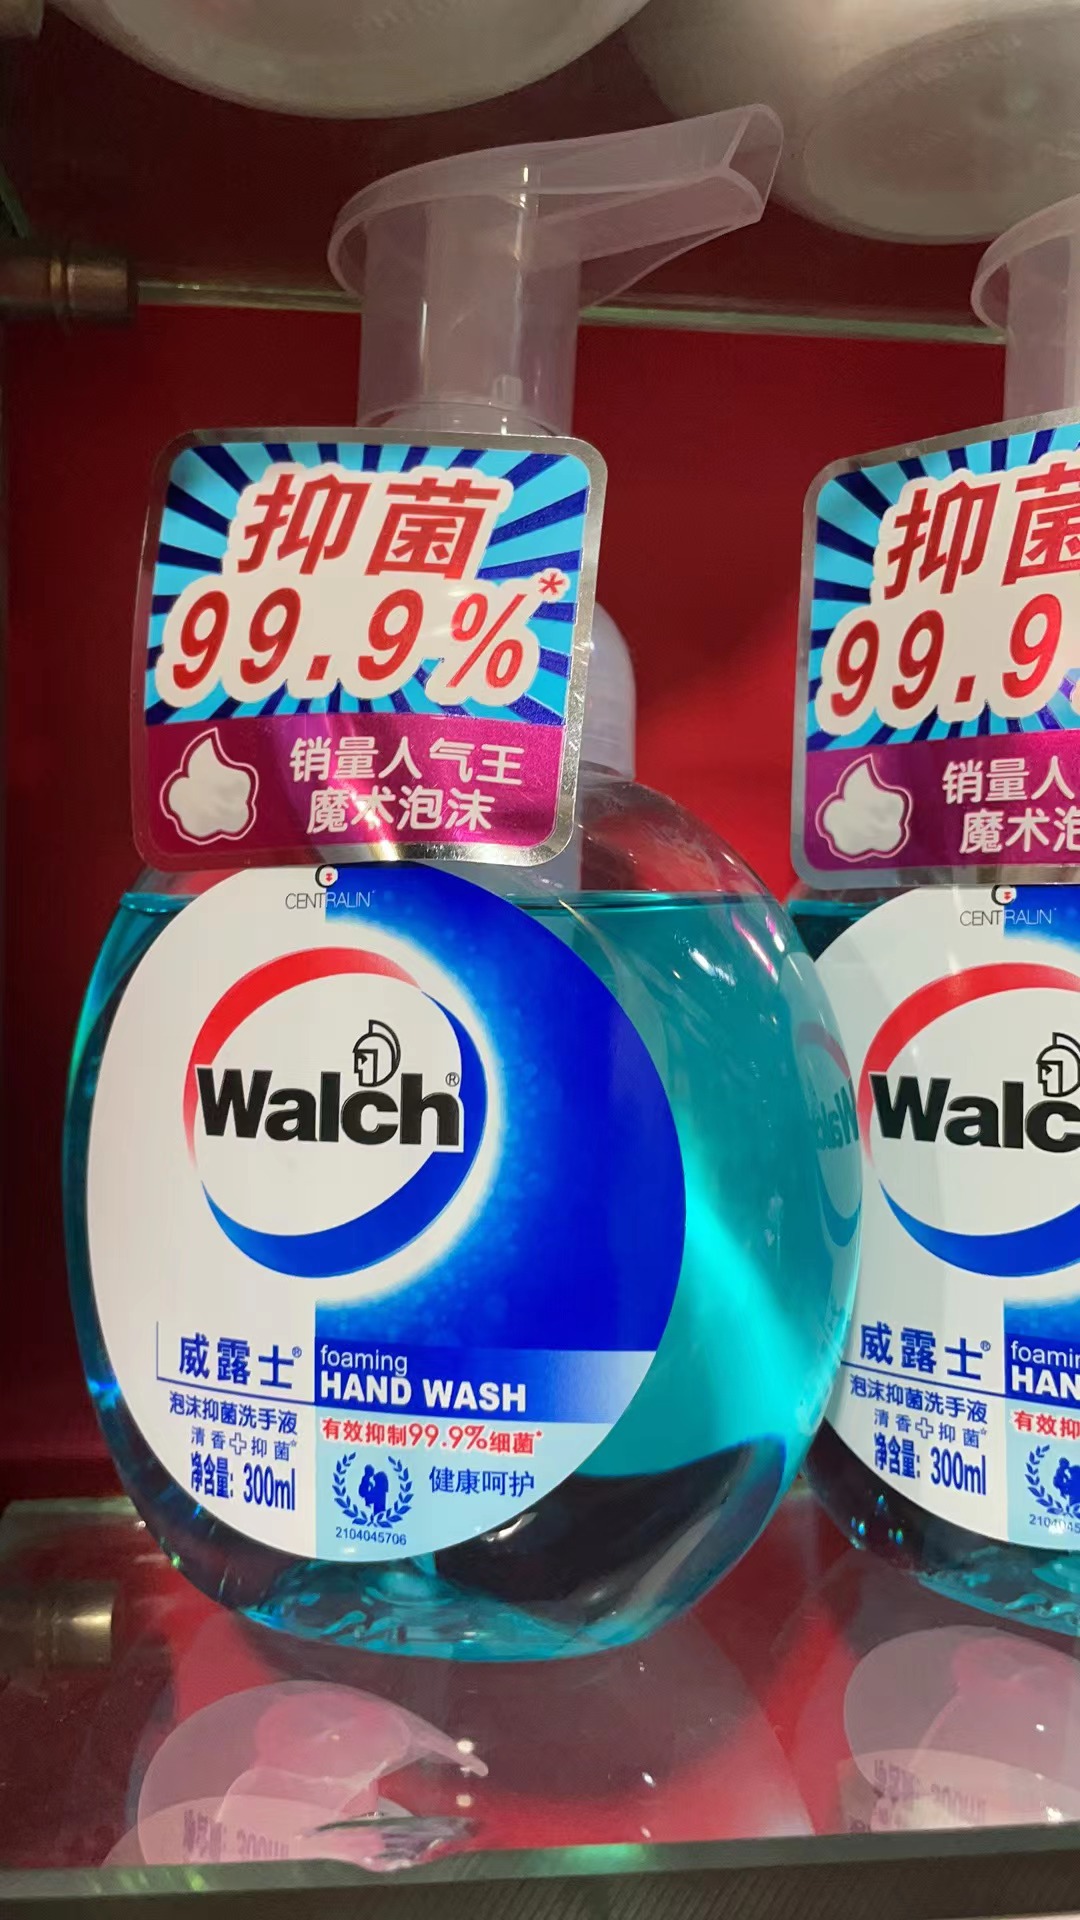 抑菌
99.9%*
销量人气王
魔术泡沫
CENTRALIN
Walch®
威露士®
泡沫抑菌洗手液
清香+抑菌*
净含量: 300ml
foaming
HAND WASH
有效抑制99.9%细菌*
健康呵护
2104045706
抑菌
99.9
销量人
魔术泡
CENTRALIN
Walc
威露士®
泡沫抑菌洗手液
清香+抑菌*
净含量: 300ml
foamin
HAN
有效抑